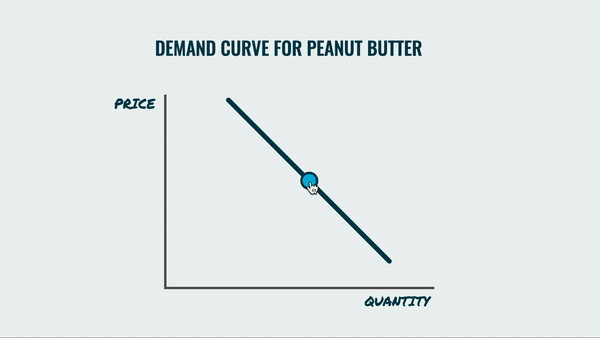 DEMAND CURVE FOR PEANUT BUTTER
PRICE
QUANTITY